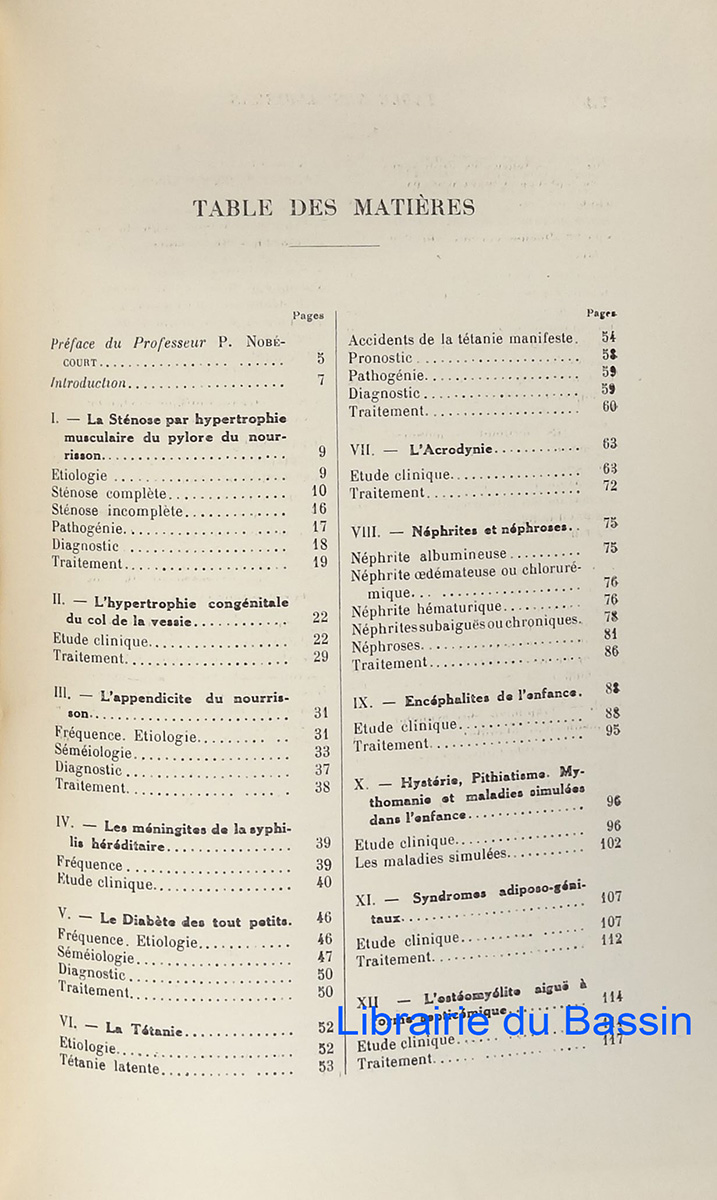 TABLE DES MATIÈRES
Pages
Préface du Professeur P. NOBÉ-
COURT.................. ...... 5
Introduction.................... 7
I. — La Sténose par hypertrophie
musculaire du pylore du nour-
risson....................... 9
Etiologie ...................... 9
Sténose complète............... 10
Sténose incomplète............. 16
Pathogénie..................... 17
Diagnostic .................... 18
Traitement..................... 19
II. — L'hypertrophie congénitale
du col de la vessie............ 22
Etude clinique.................. 22
Traitement..................... 29
III. — L'appendicite du nourris-
son......................... 31
Fréquence. Etiologie......... .. 31
Séméiologie.................... 33
Diagnostic ..................... 37
Traitement..................... 38
IV. — Les méningites de la syphi-
lis héréditaire................ 39
Fréquence ..................... 39
Etude clinique.................. 40
V. — Le Diabète des tout petits. 46
Fréquence. Etiologie............ 46
Séméiologie.................... 47
Diagnostic ..................... 50
Traitement..................... 50
VI. — La Tétanie.............. 52
Etiologie...................... 52
Tétanie latente................. 53
Pages
Accidents de la tétanie manifeste. 54
Pronostic ...................... 58
Pathogénie..................... 59
Diagnostic..................... 59
Traitement..................... 60
VII. — L'Acrodynie............ 63
Etude clinique.................. 63
Traitement..................... 72
VIII. — Néphrites et néphroses.. 75
Néphrite albumineuse.......... 75
Néphrite œdémateuse ou chloruré-
mique... .................... 76
Néphrite hématurique........... 76
Néphrites subaiguës ou chroniques. 78
Néphroses...................... 81
Traitement..................... 86
IX. — Encéphalites de l'enfance. 88
Etude clinique.................. 88
Traitement..................... 95
X. — Hystérie, Pithiatisme. My-
thomanie et maladies simulées
dans l'enfance................ 96
Etude clinique.................. 96
Les maladies simulées.......... 102
XI. — Syndromes adiposo-géni-
taux......................... 107
Etude clinique.................. 107
Traitement..................... 112
XII — L'ostéomyélite aiguë à
forme septicémique.......... 114
Etude clinique..................
Traitement..................... 117
Librairie du Bassin